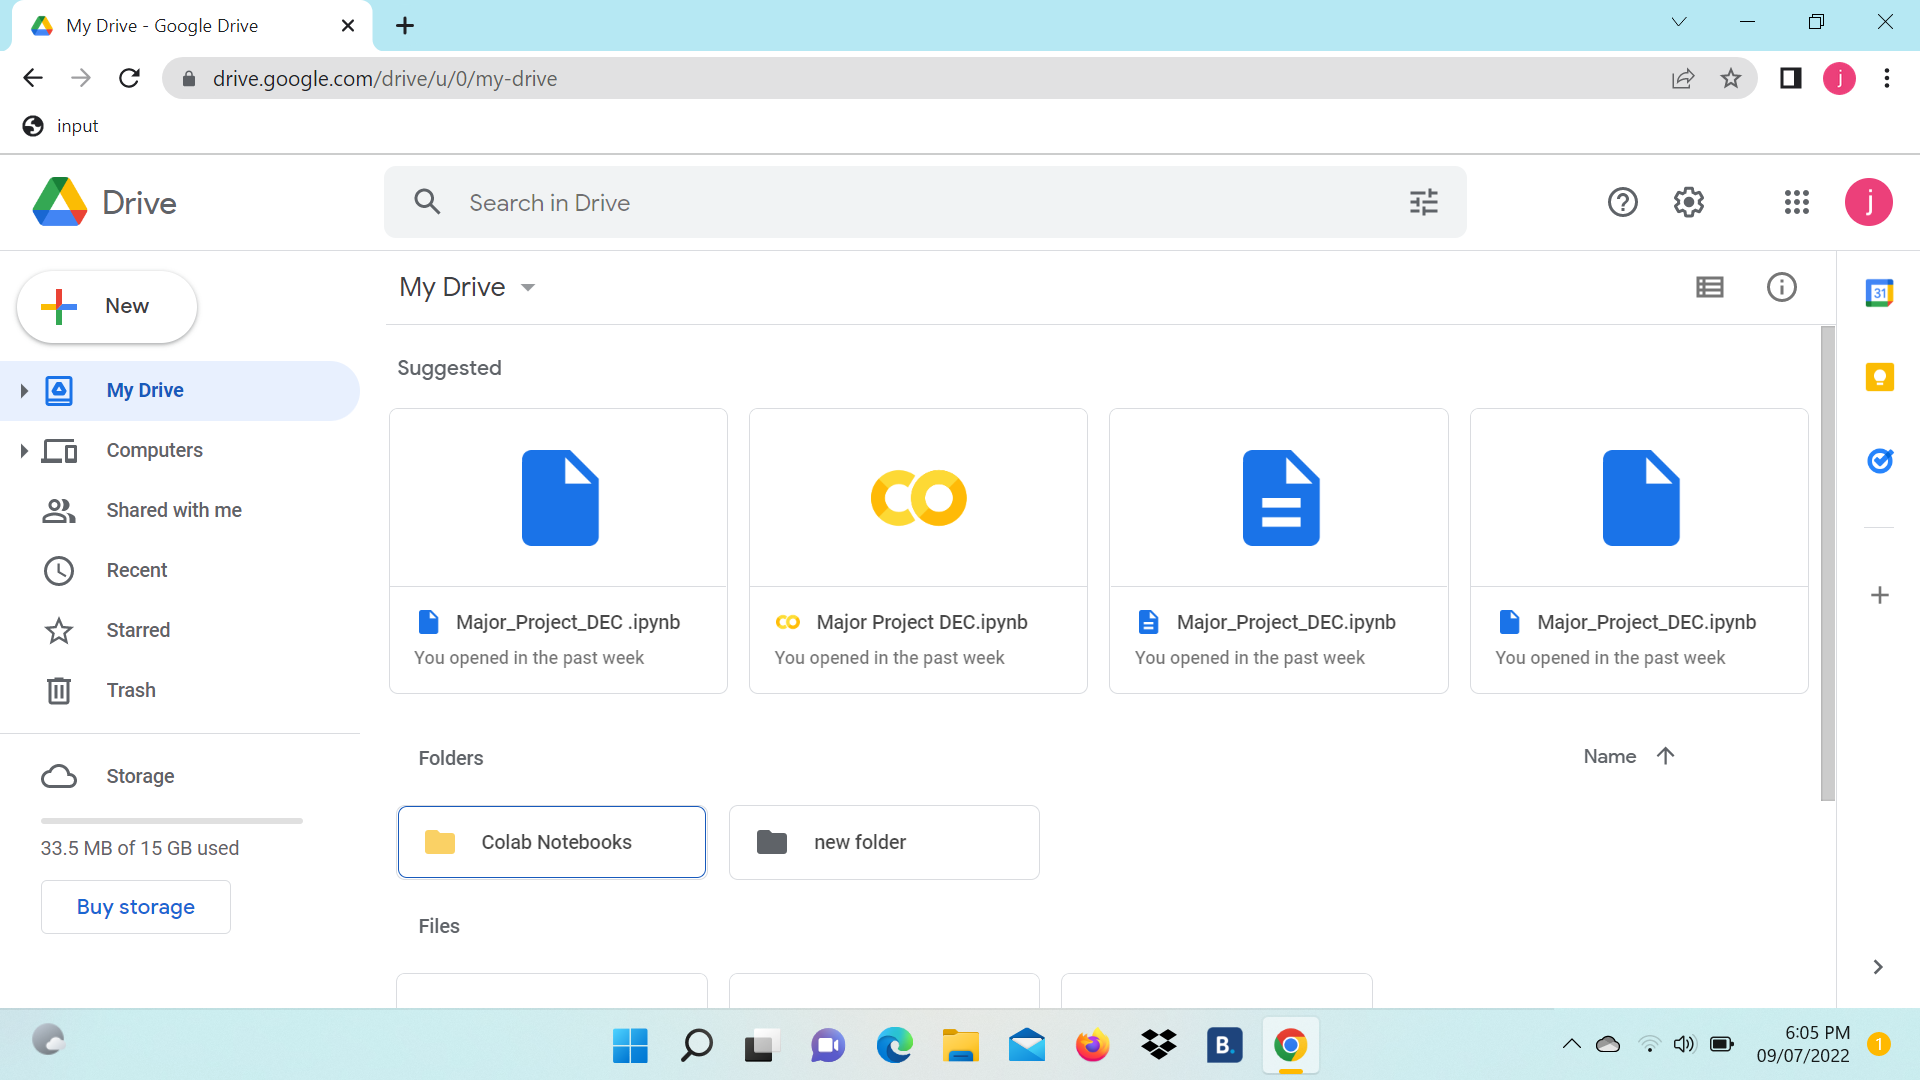 My Drive - Google Drive
drive.google.com/drive/u/0/my-drive
j
input
Drive
Search in Drive
j
New
My Drive
31
My Drive
Computers
Shared with me
Recent
Starred
Trash
Storage
33.5 MB of 15 GB used
Buy storage
Suggested
Major_Project_DEC .ipynb
You opened in the past week
Major Project DEC.ipynb
You opened in the past week
Major_Project_DEC.ipynb
You opened in the past week
Major_Project_DEC.ipynb
You opened in the past week
Folders
Name
Colab Notebooks
new folder
Files
B.
6:05 PM
09/07/2022
1